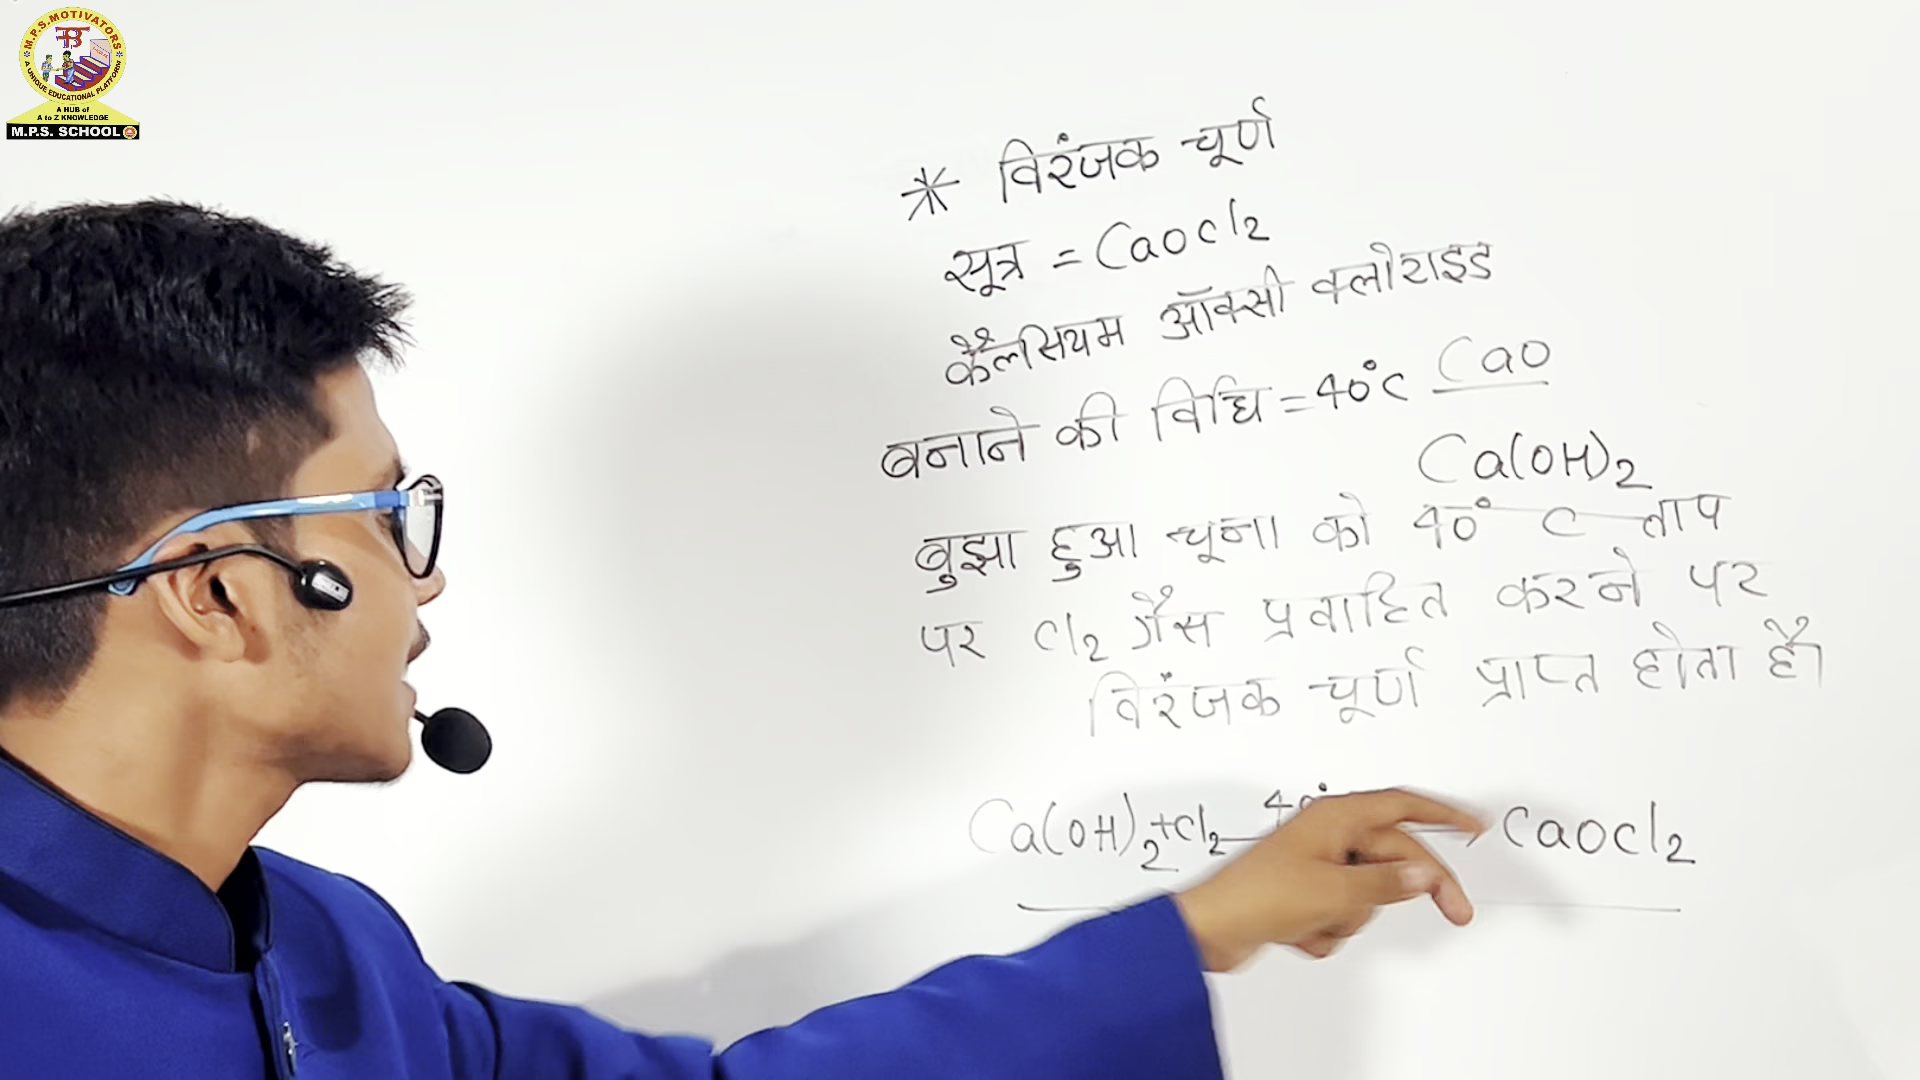 M.P.S.MOTIVATORS
A UNIQUE EDUCATIONAL PLATFORM
A HUB of
A to Z KNOWLEDGE
M.P.S. SCHOOL
* विरंजक चूर्ण
सूत्र = CaOCl2
कैल्सियम ऑक्सी क्लोराइड
बनाने की विधि = 40°C CaO
Ca(OH)2
बुझा हुआ चूना को 40° C ताप
पर Cl2 गैस प्रवाहित करने पर
विरंजक चूर्ण प्राप्त होता है।
Ca(OH)2+Cl2 40° → CaOCl2